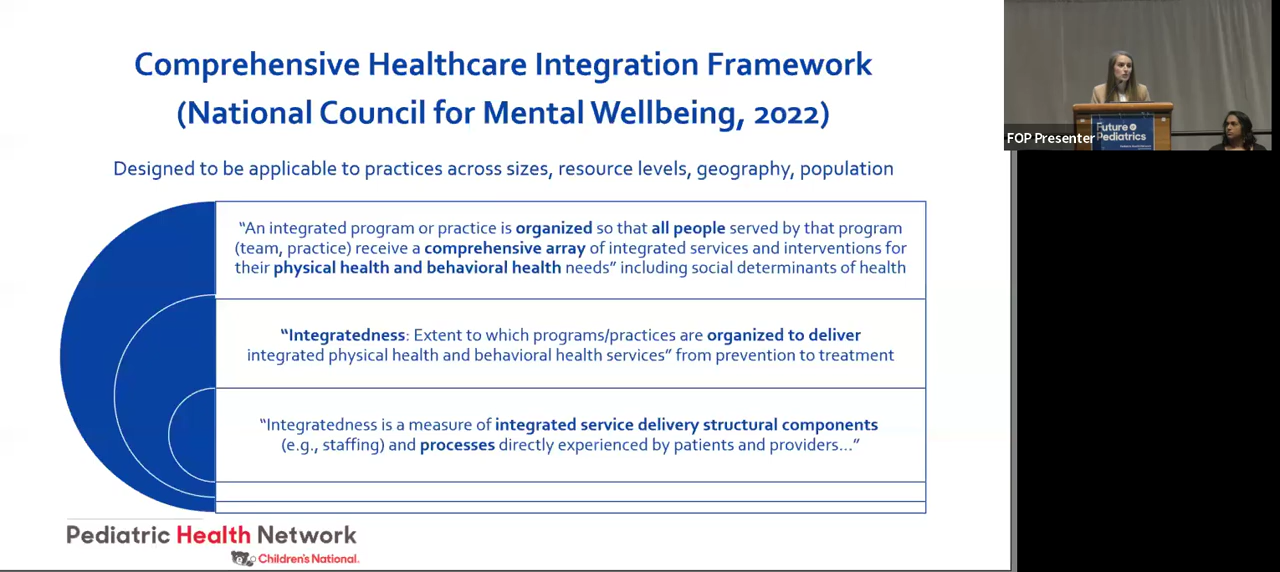 Comprehensive Healthcare Integration Framework
(National Council for Mental Wellbeing, 2022)
Designed to be applicable to practices across sizes, resource levels, geography, population
“An integrated program or practice is organized so that all people served by that program
(team, practice) receive a comprehensive array of integrated services and interventions for
their physical health and behavioral health needs” including social determinants of health
“Integratedness: Extent to which programs/practices are organized to deliver
integrated physical health and behavioral health services” from prevention to treatment
“Integratedness is a measure of integrated service delivery structural components
(e.g., staffing) and processes directly experienced by patients and providers…”
Pediatric Health Network
Children's National.
FOP Presenter
Future of
Pediatrics